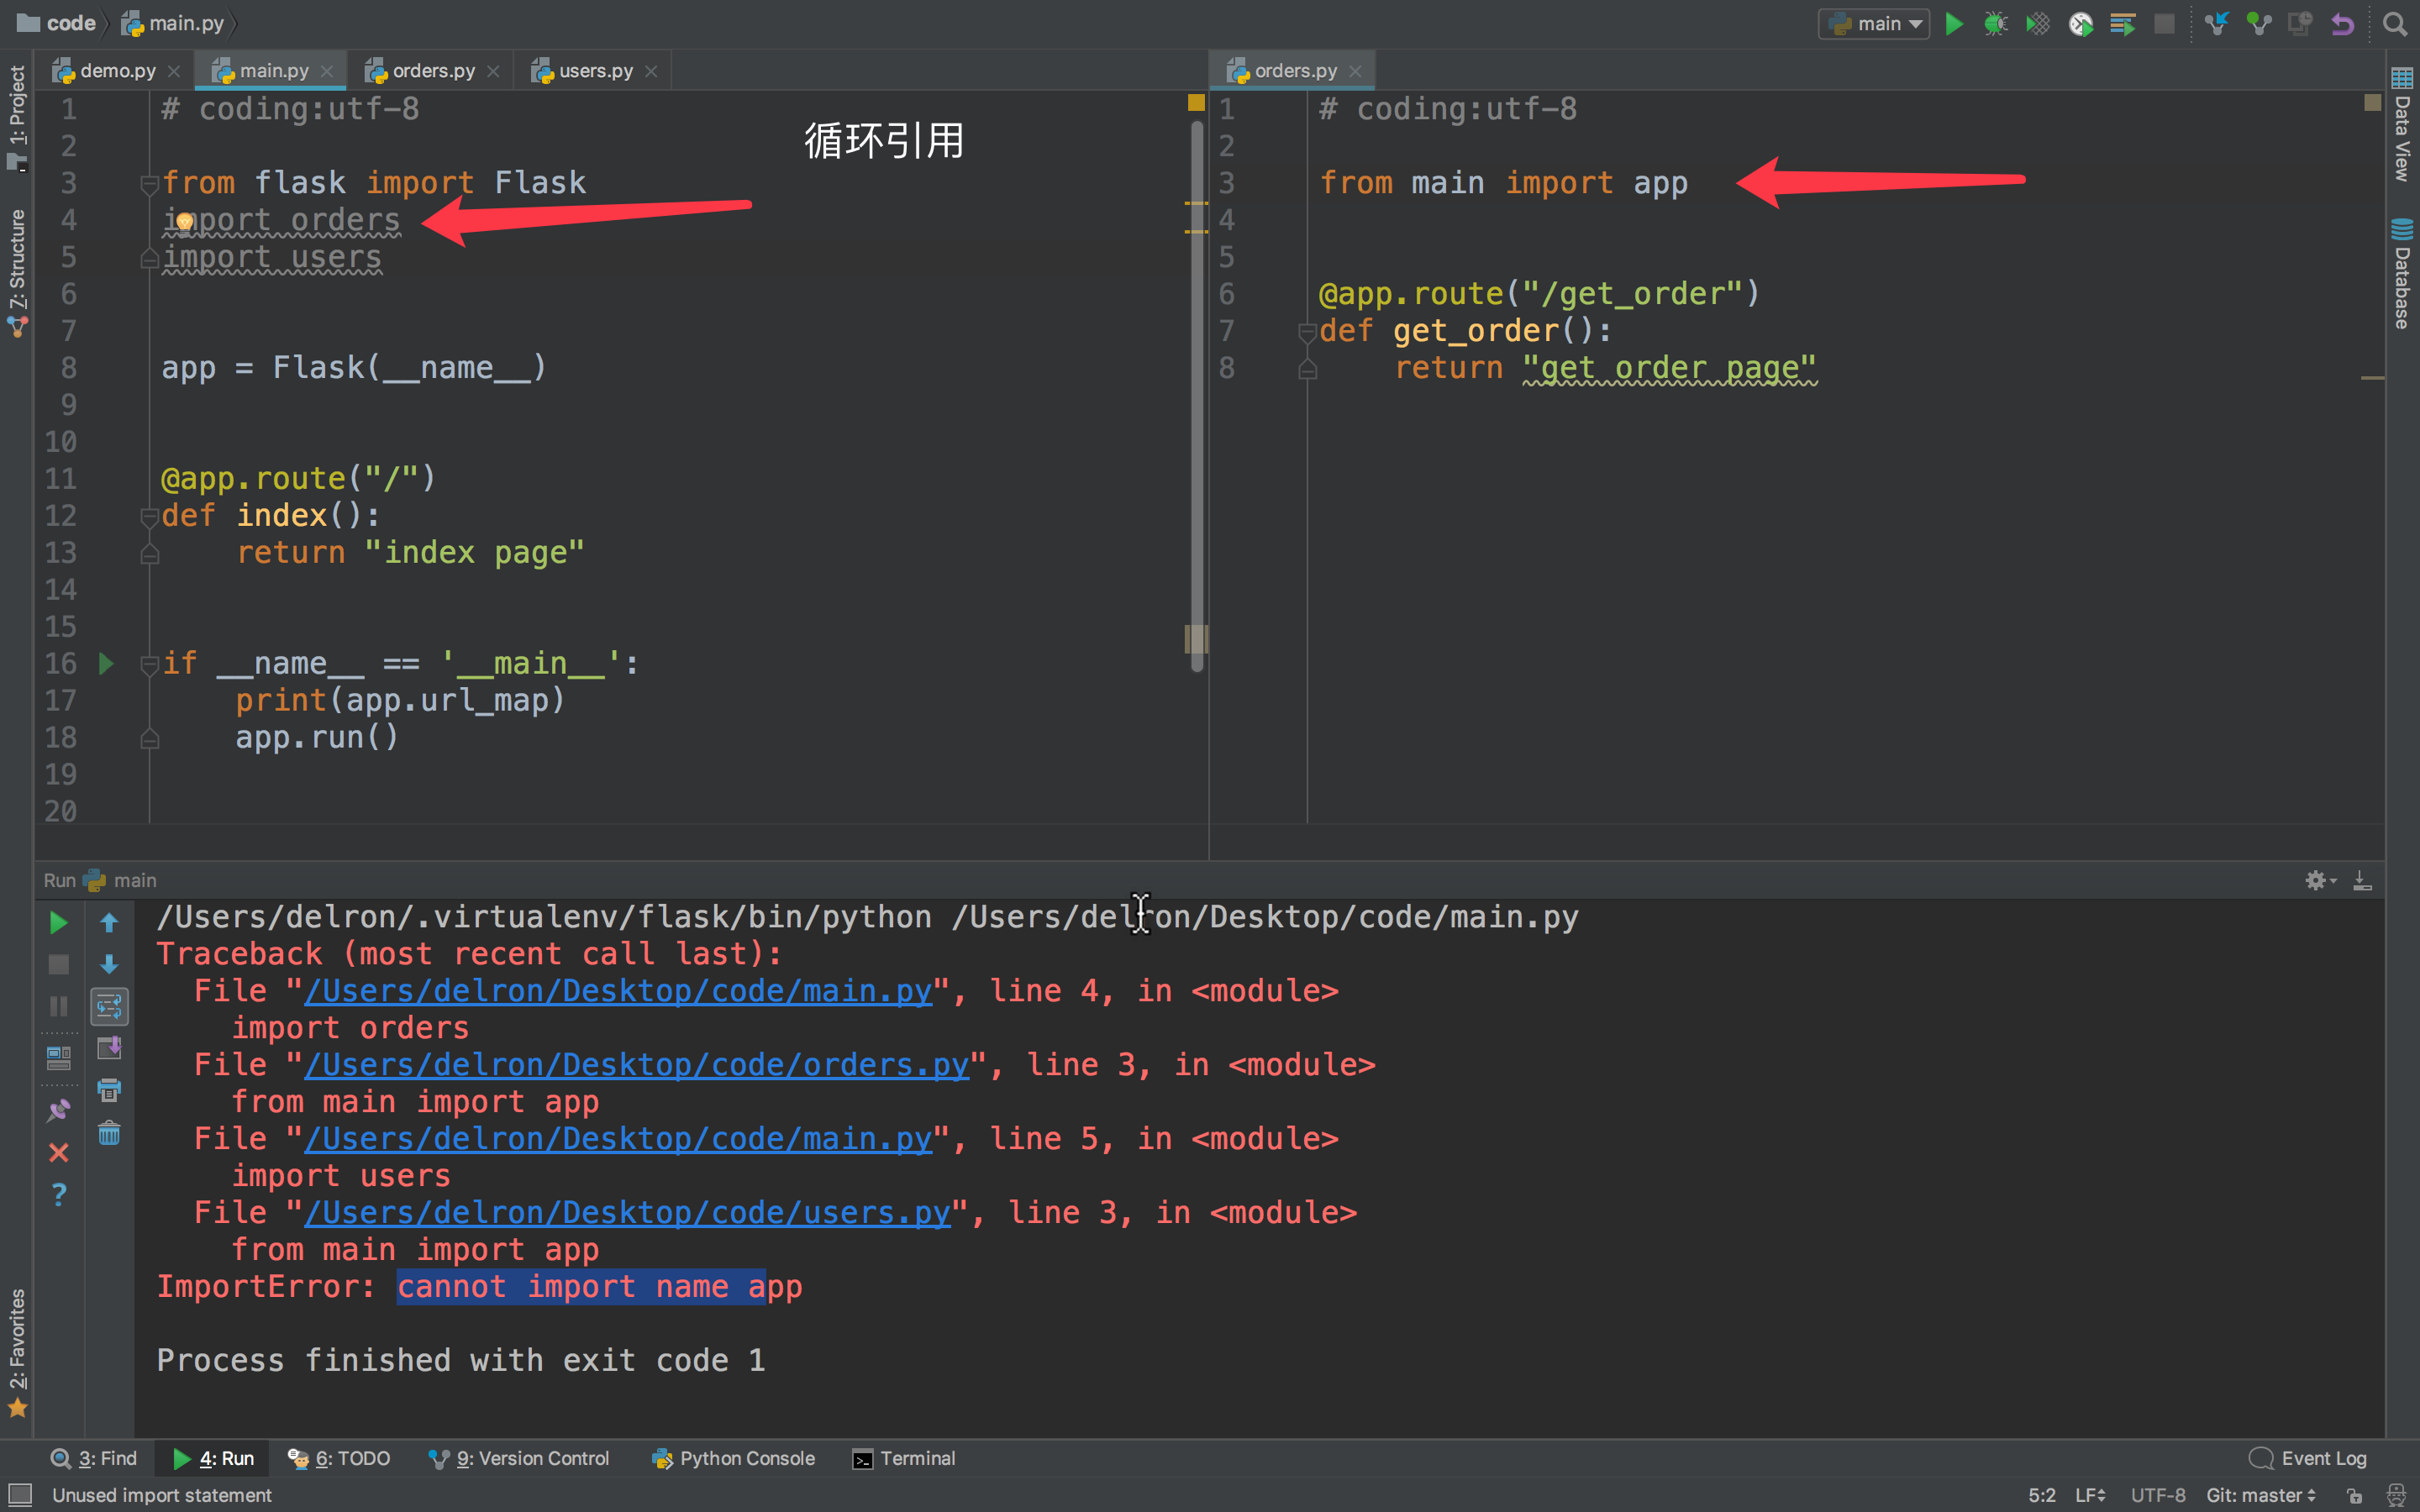 code
main.py
main
demo.py
main.py
orders.py
users.py
orders.py
1: Project
7: Structure
2: Favorites
Data View
Database
循环引用
1 # coding:utf-8
2
3 from flask import Flask
4 import orders
5 import users
6
7
8 app = Flask(__name__)
9
10
11 @app.route("/")
12 def index():
13     return "index page"
14
15
16 if __name__ == '__main__':
17     print(app.url_map)
18     app.run()
19
20
1 # coding:utf-8
2
3 from main import app
4
5
6 @app.route("/get_order")
7 def get_order():
8     return "get order page"
Run main
/Users/delron/.virtualenv/flask/bin/python /Users/delron/Desktop/code/main.py
Traceback (most recent call last):
  File "/Users/delron/Desktop/code/main.py", line 4, in <module>
    import orders
  File "/Users/delron/Desktop/code/orders.py", line 3, in <module>
    from main import app
  File "/Users/delron/Desktop/code/main.py", line 5, in <module>
    import users
  File "/Users/delron/Desktop/code/users.py", line 3, in <module>
    from main import app
ImportError: cannot import name app
Process finished with exit code 1
3: Find
4: Run
6: TODO
9: Version Control
Python Console
Terminal
Event Log
Unused import statement
5:2
LF
UTF-8
Git: master